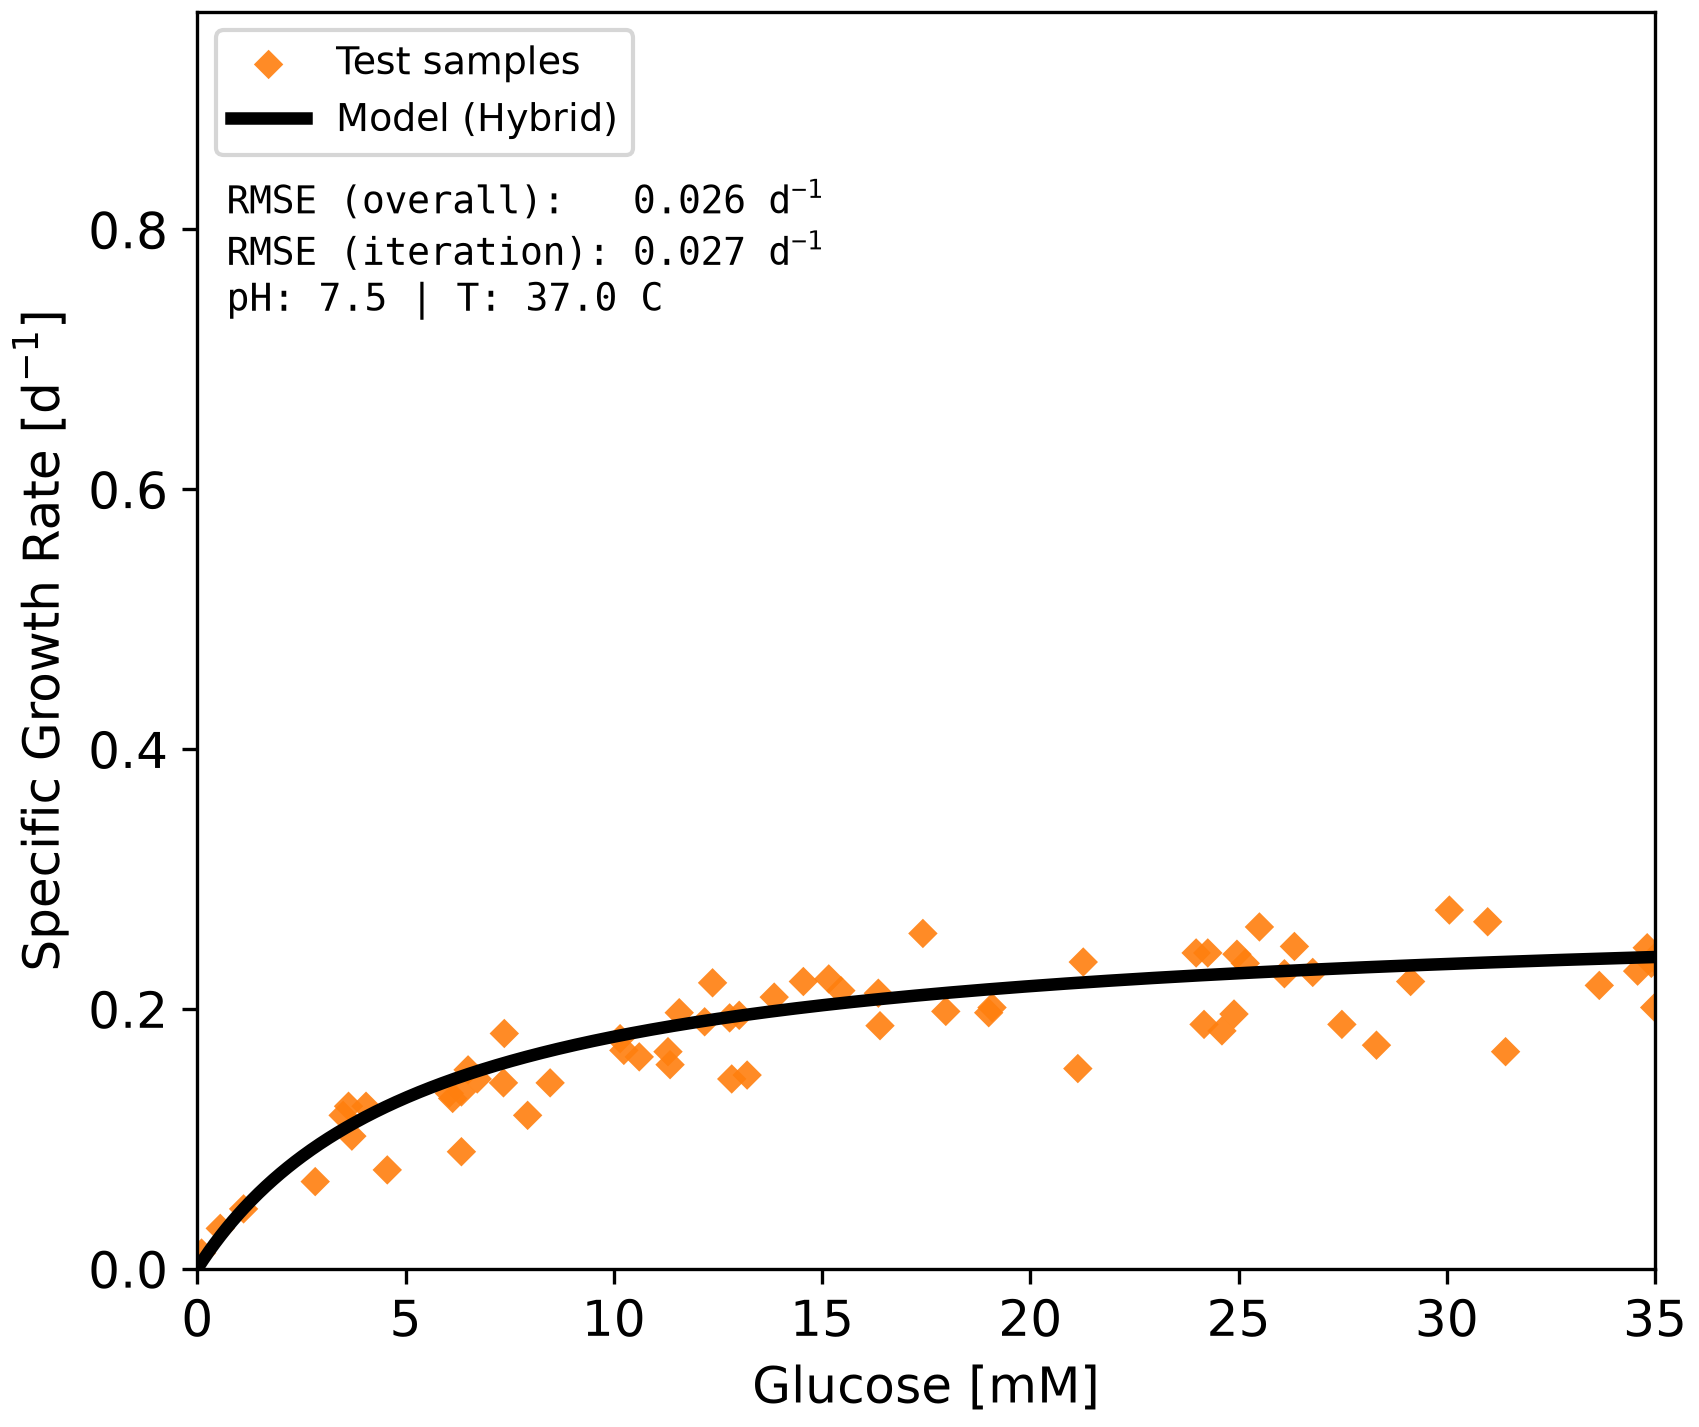 Test samples
Model (Hybrid)
RMSE (overall):   0.026 d⁻¹
RMSE (iteration): 0.027 d⁻¹
pH: 7.5 | T: 37.0 C
Specific Growth Rate [d⁻¹]
0.8
0.6
0.4
0.2
0.0
0 5 10 15 20 25 30 35
Glucose [mM]